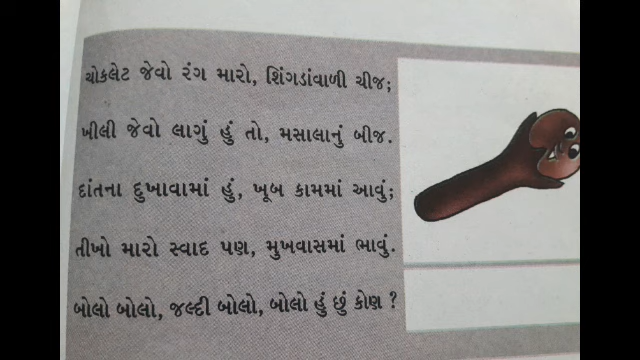 ચોકલેટ જેવો રંગ મારો, શિંગડાંવાળી ચીજ;
ખીલી જેવો લાગું હું તો, મસાલાનું બીજ.
દાંતના દુખાવામાં હું, ખૂબ કામમાં આવું;
તીખો મારો સ્વાદ પણ, મુખવાસમાં ભાવું.
બોલો બોલો, જલ્દી બોલો, બોલો હું છું કોણ ?